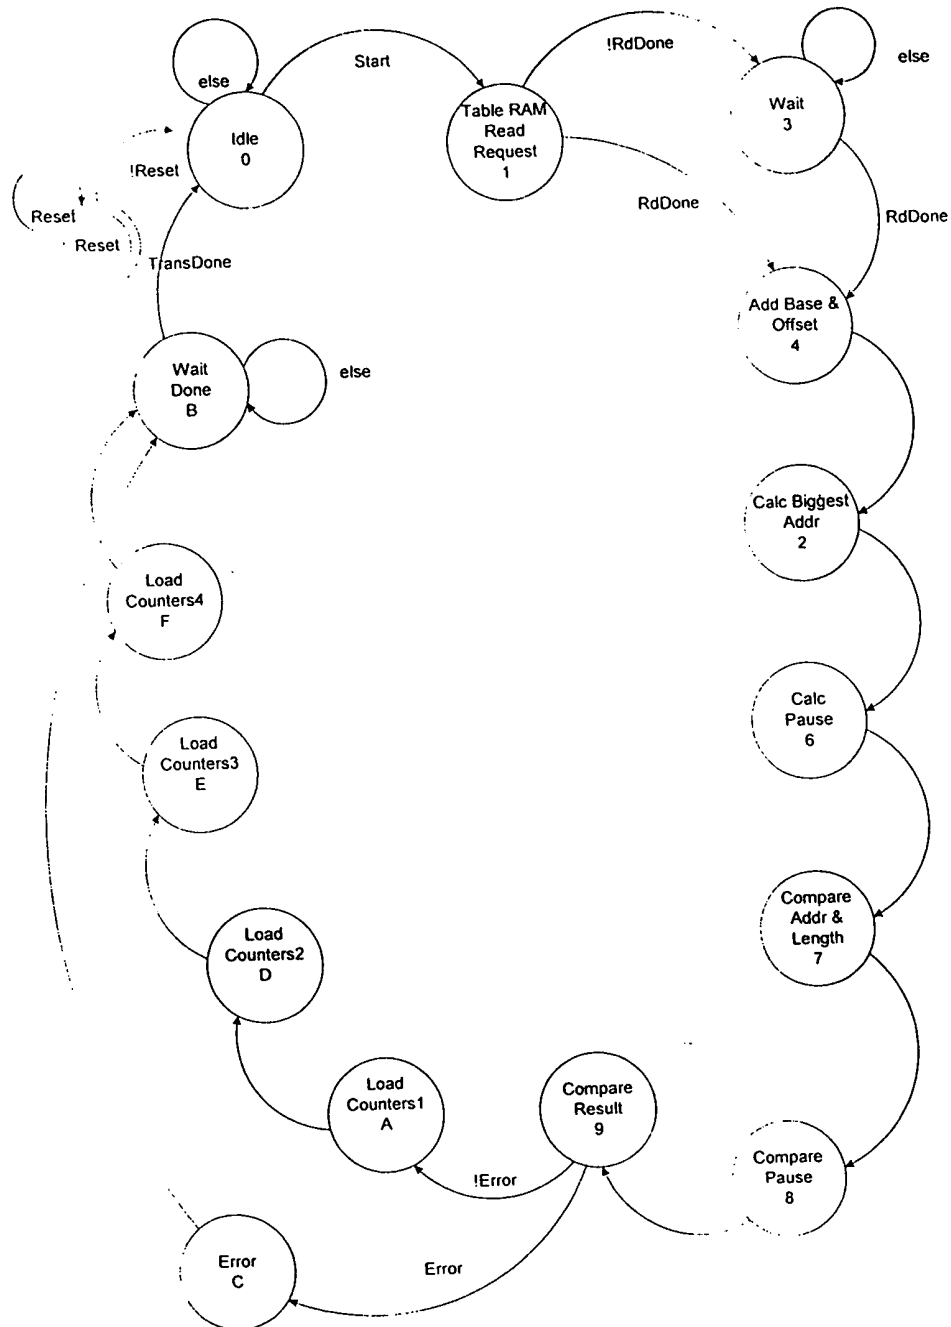 !RdDone
else
Start
else
Table RAM
Read
Request
1
Wait
3
Idle
0
!Reset
RdDone
RdDone
Reset
Reset
TransDone
Add Base &
Offset
4
Wait
Done
B
else
Calc Biggest
Addr
2
Load
Counters4
F
Calc
Pause
6
Load
Counters3
E
Compare
Addr &
Length
7
Load
Counters2
D
Load
Counters1
A
Compare
Result
9
Compare
Pause
8
!Error
Error
C
Error